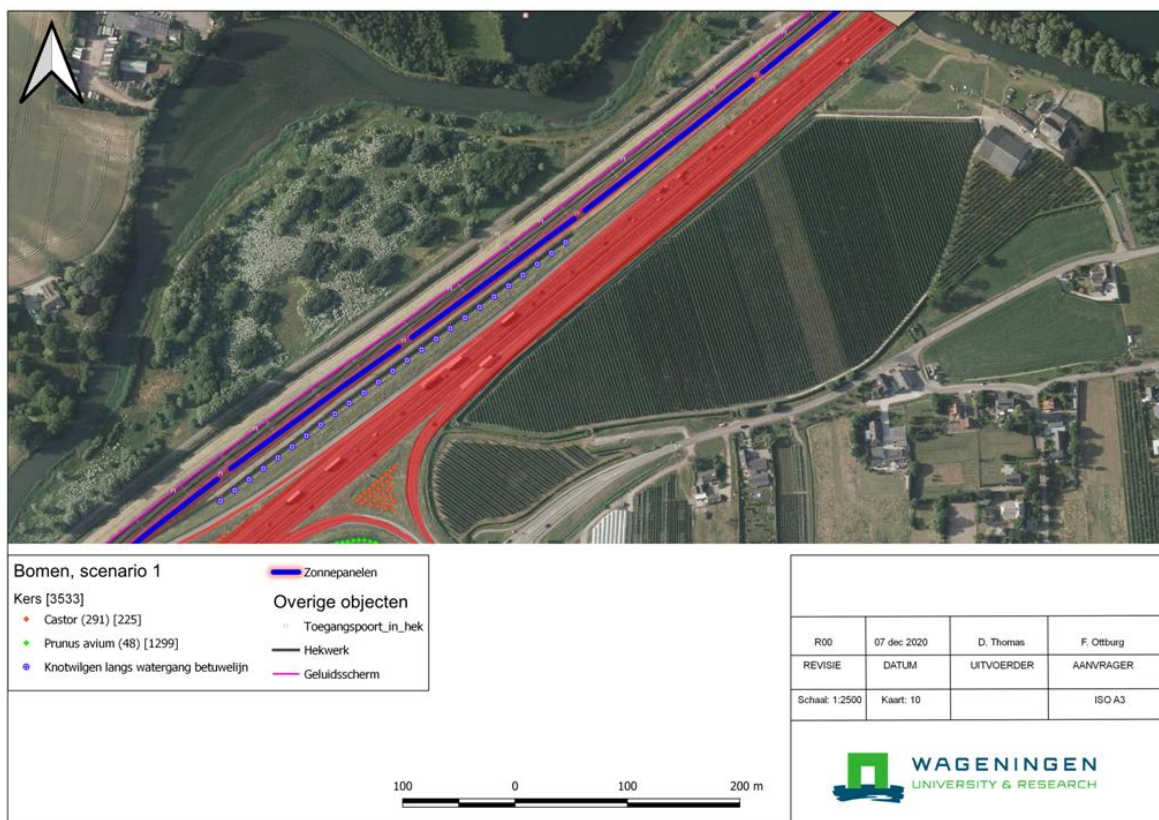 Bomen, scenario 1
Kers [3533]
Castor (291) [225]
Prunus avium (48) [1299]
Knotwilgen langs watergang betuwelijn
Zonnepanelen
Overige objecten
Toegangspoort_in_hek
Hekwerk
Geluidsscherm
100 0 100 200 m
R00 07 dec 2020 D. Thomas F. Ottburg
REVISIE DATUM UITVOERDER AANVRAGER
Schaal: 1:2500 Kaart: 10 ISO A3
WAGENINGEN
UNIVERSITY & RESEARCH